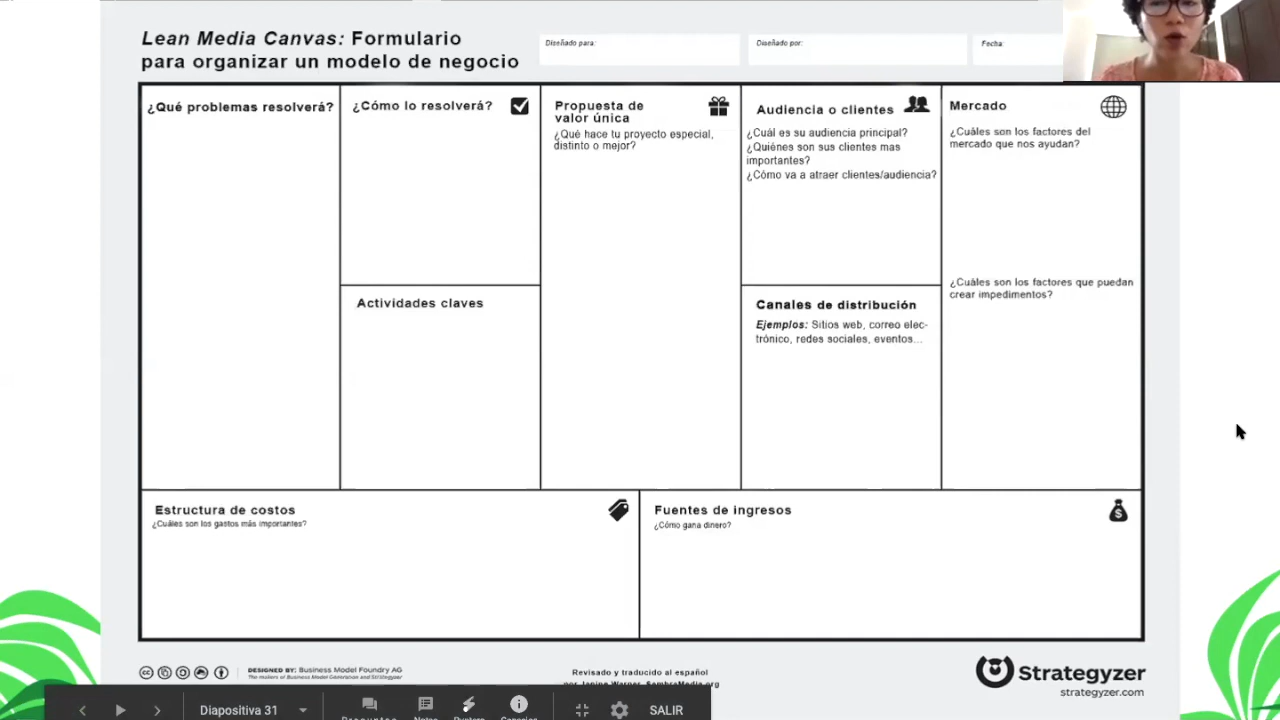 Lean Media Canvas: Formulario
para organizar un modelo de negocio
Diseñado para:
Diseñado por:
Fecha:
¿Qué problemas resolverá?
¿Cómo lo resolverá?
Actividades claves
Propuesta de
valor única
¿Qué hace tu proyecto especial,
distinto o mejor?
Audiencia o clientes
¿Cuál es su audiencia principal?
¿Quiénes son sus clientes mas
importantes?
¿Cómo va a atraer clientes/audiencia?
Canales de distribución
Ejemplos: Sitios web, correo elec-
trónico, redes sociales, eventos...
Mercado
¿Cuáles son los factores del
mercado que nos ayudan?
¿Cuáles son los factores que puedan
crear impedimentos?
Estructura de costos
¿Cuáles son los gastos más importantes?
Fuentes de ingresos
¿Cómo gana dinero?
$
cc
DESIGNED BY: Business Model Foundry AG
The makers of Business Model Generation and Strategyzer
Revisado y traducido al español
por Janine Warner, SembraMedia.org
Strategyzer
strategyzer.com
Diapositiva 31
SALIR